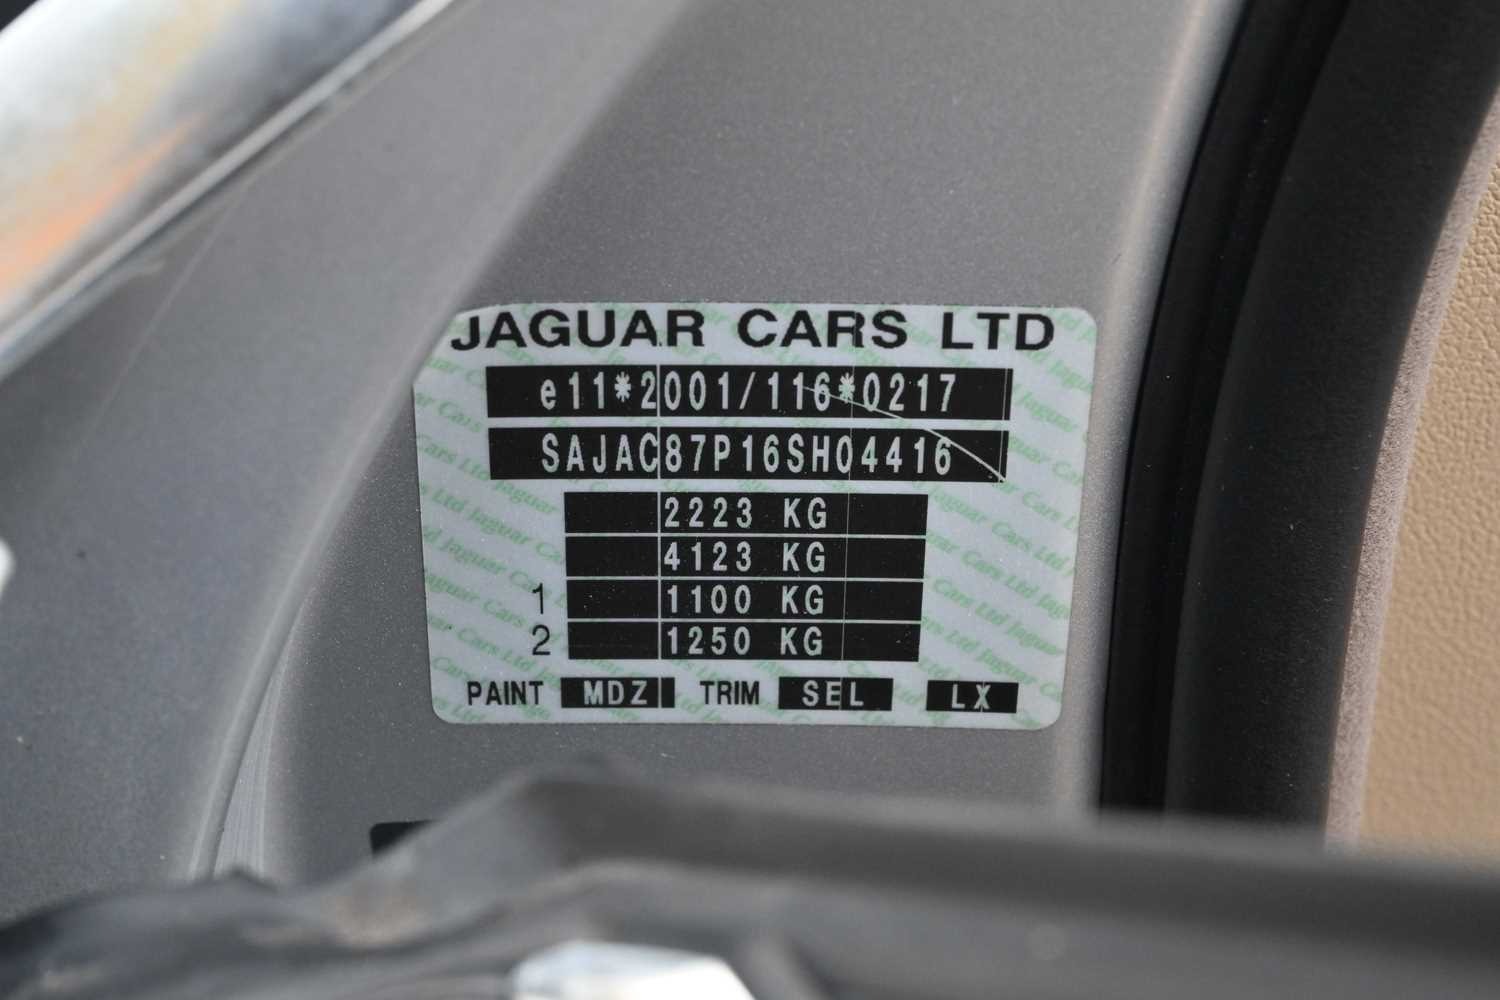 JAGUAR CARS LTD
e11*2001/116*0217
SAJAC87P16SH04416
2223 KG
4123 KG
1 1100 KG
2 1250 KG
PAINT MDZ TRIM SEL LX